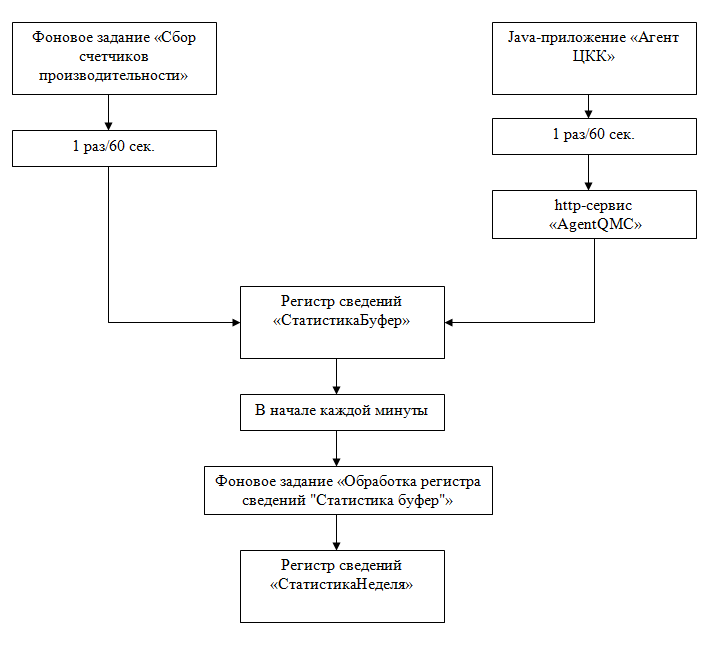 Фоновое задание «Сбор
счетчиков
производительности»
Java-приложение «Агент
ЦКК»
1 раз/60 сек.
1 раз/60 сек.
http-сервис
«AgentQMC»
Регистр сведений
«СтатистикаБуфер»
В начале каждой минуты
Фоновое задание «Обработка регистра
сведений "Статистика буфер"»
Регистр сведений
«СтатистикаНеделя»